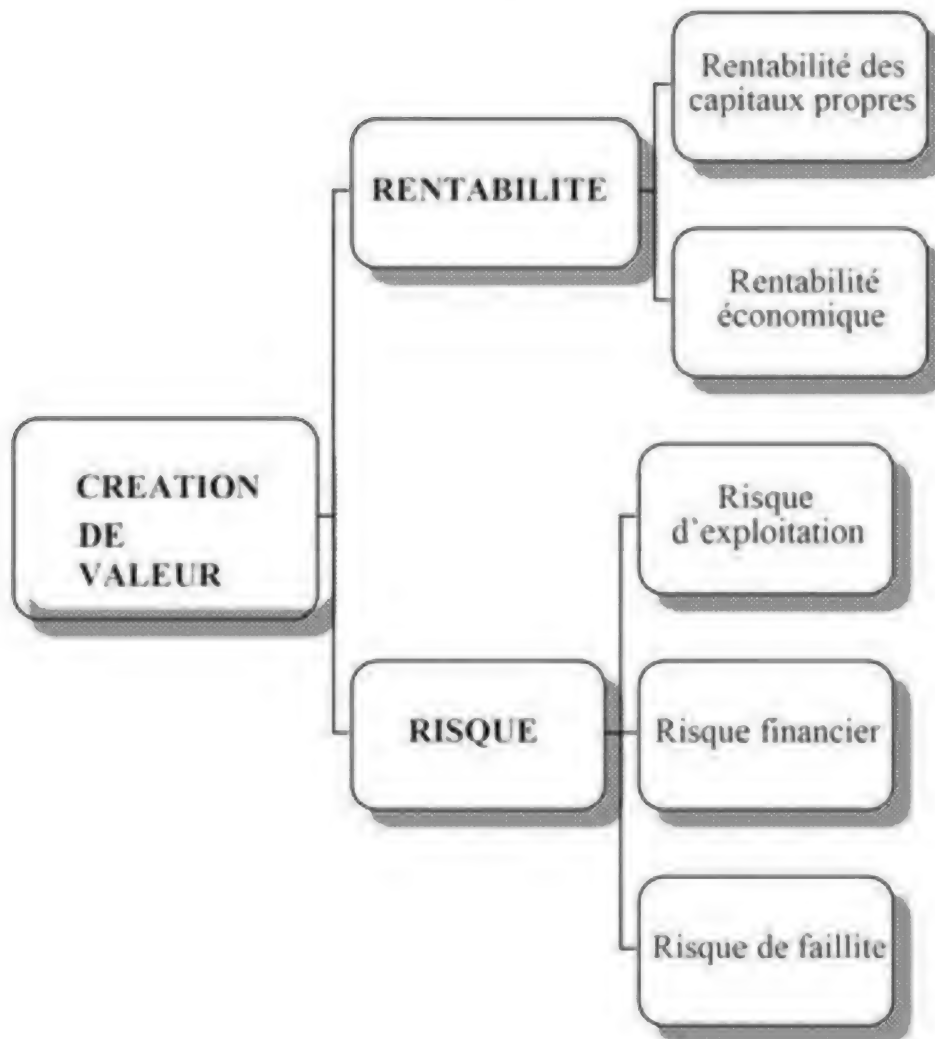 Rentabilité des
capitaux propres
RENTABILITE
Rentabilité
économique
CREATION
DE
VALEUR
Risque
d'exploitation
RISQUE
Risque financier
Risque de faillite